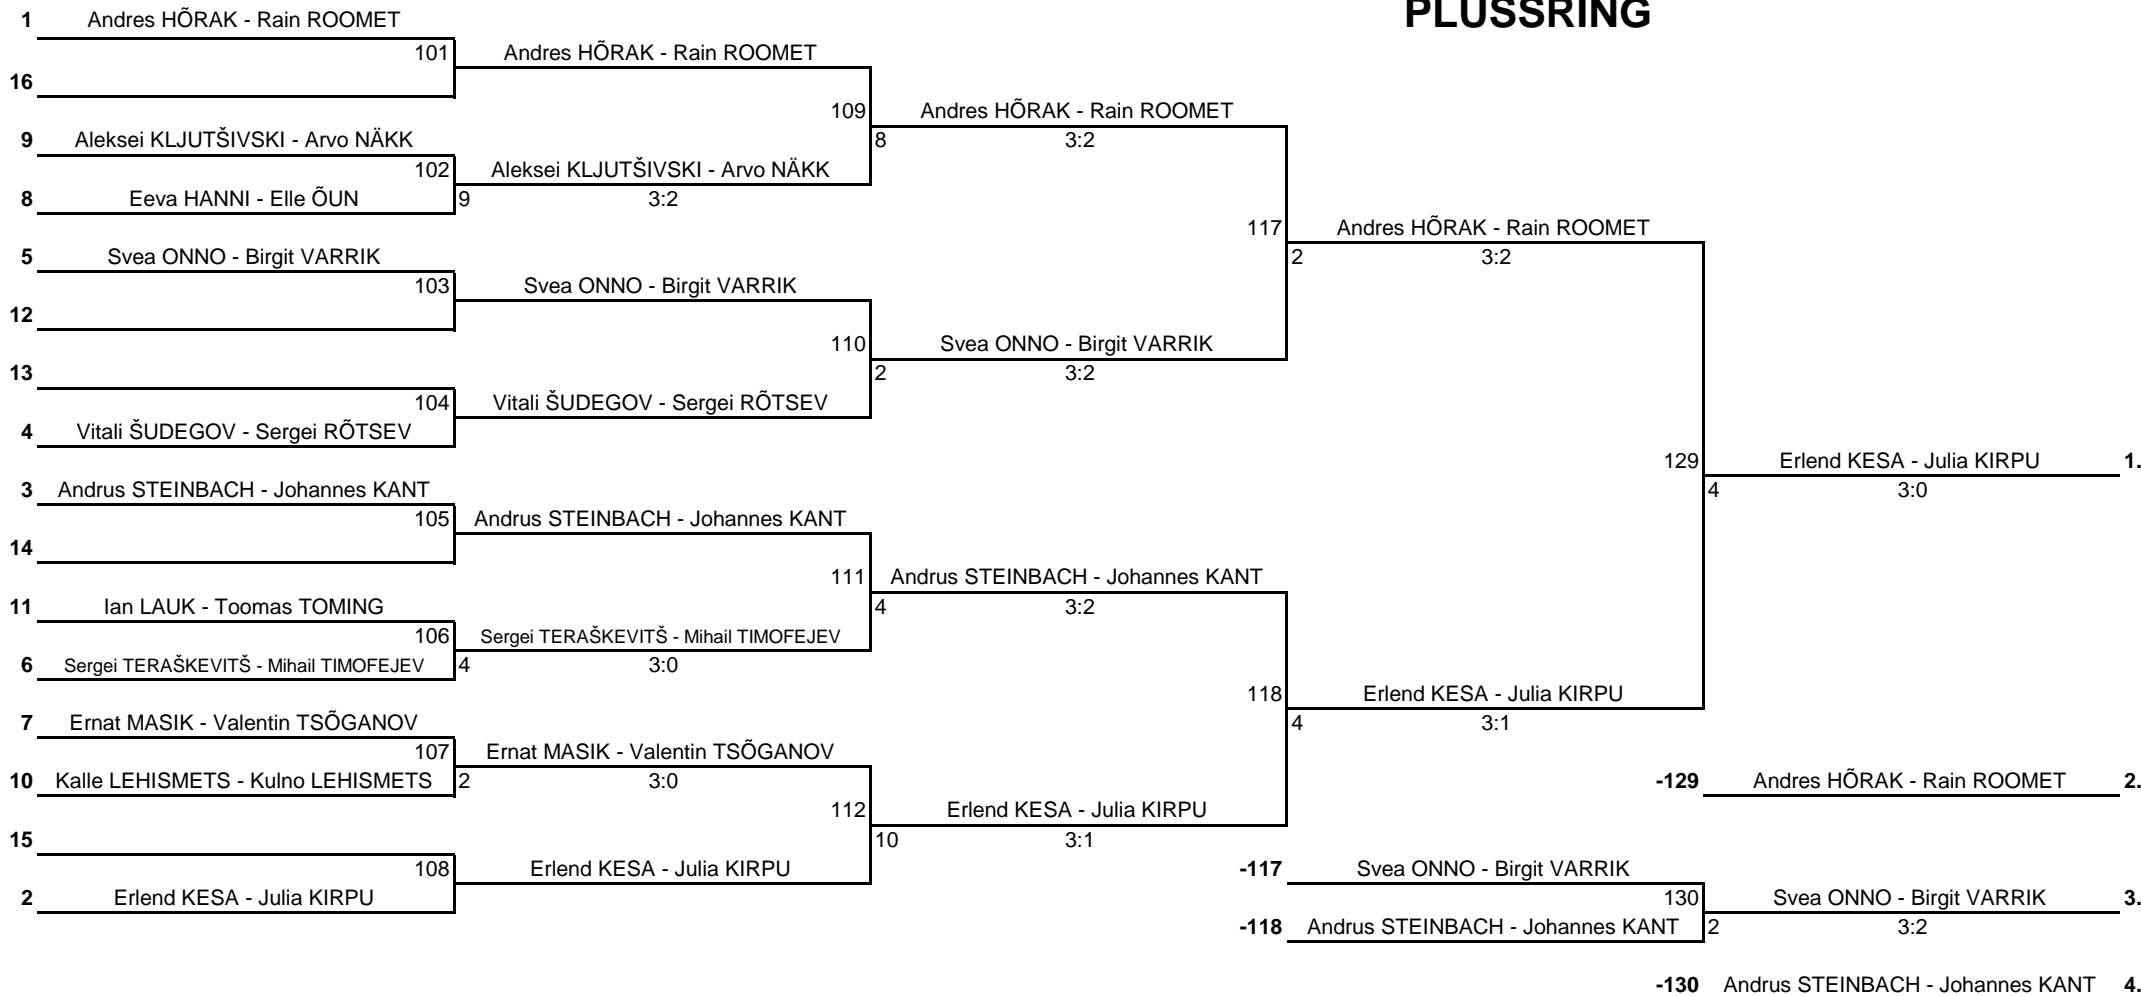 PLUSSRING
1 Andres HÕRAK - Rain ROOMET
101 Andres HÕRAK - Rain ROOMET
16
109 Andres HÕRAK - Rain ROOMET
9 Aleksei KLJUTŠIVSKI - Arvo NÄKK
8 3:2
102 Aleksei KLJUTŠIVSKI - Arvo NÄKK
8 Eeva HANNI - Elle ÕUN 9 3:2
117 Andres HÕRAK - Rain ROOMET
5 Svea ONNO - Birgit VARRIK
2 3:2
103 Svea ONNO - Birgit VARRIK
12
110 Svea ONNO - Birgit VARRIK
13
2 3:2
104 Vitali ŠUDEGOV - Sergei RÕTSEV
4 Vitali ŠUDEGOV - Sergei RÕTSEV
129 Erlend KESA - Julia KIRPU 1.
3 Andrus STEINBACH - Johannes KANT
4 3:0
105 Andrus STEINBACH - Johannes KANT
14
111 Andrus STEINBACH - Johannes KANT
11 Ian LAUK - Toomas TOMING
4 3:2
106 Sergei TERAŠKEVITŠ - Mihail TIMOFEJEV
6 Sergei TERAŠKEVITŠ - Mihail TIMOFEJEV 4 3:0
118 Erlend KESA - Julia KIRPU
7 Ernat MASIK - Valentin TSÕGANOV
4 3:1
107 Ernat MASIK - Valentin TSÕGANOV
10 Kalle LEHISMETS - Kulno LEHISMETS 2 3:0
-129 Andres HÕRAK - Rain ROOMET 2.
112 Erlend KESA - Julia KIRPU
15
10 3:1
108 Erlend KESA - Julia KIRPU
-117 Svea ONNO - Birgit VARRIK
2 Erlend KESA - Julia KIRPU
130 Svea ONNO - Birgit VARRIK 3.
-118 Andrus STEINBACH - Johannes KANT 2 3:2
-130 Andrus STEINBACH - Johannes KANT 4.